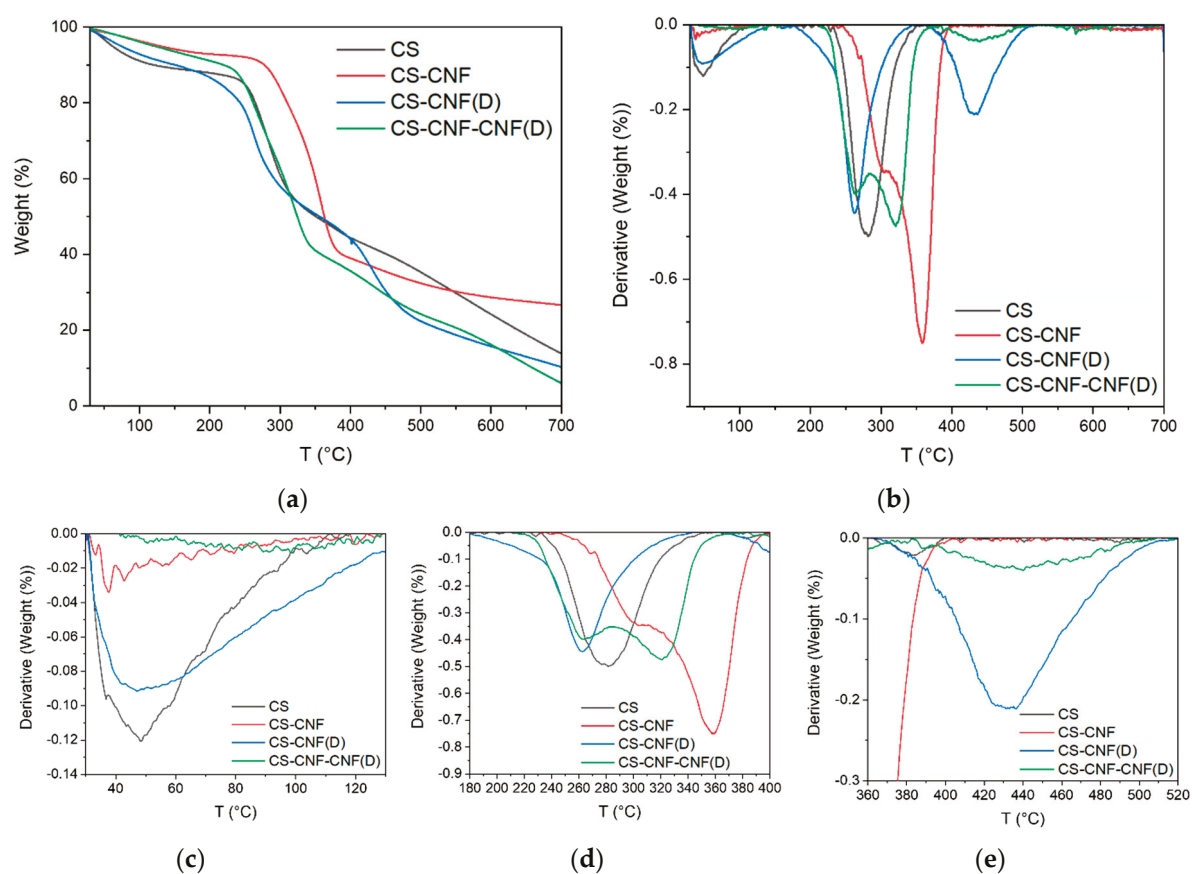 100
80
60
40
20
0
Weight (%)
100 200 300 400 500 600 700
T (°C)
CS
CS-CNF
CS-CNF(D)
CS-CNF-CNF(D)
(a)
0.0
-0.2
-0.4
-0.6
-0.8
Derivative (Weight (%))
100 200 300 400 500 600 700
T (°C)
CS
CS-CNF
CS-CNF(D)
CS-CNF-CNF(D)
(b)
0.00
-0.02
-0.04
-0.06
-0.08
-0.10
-0.12
-0.14
Derivative (Weight (%))
40 60 80 100 120
T (°C)
CS
CS-CNF
CS-CNF(D)
CS-CNF-CNF(D)
(c)
0.0
-0.1
-0.2
-0.3
-0.4
-0.5
-0.6
-0.7
-0.8
-0.9
Derivative (Weight (%))
180 200 220 240 260 280 300 320 340 360 380 400
T (°C)
CS
CS-CNF
CS-CNF(D)
CS-CNF-CNF(D)
(d)
0.0
-0.1
-0.2
-0.3
Derivative (Weight (%))
360 380 400 420 440 460 480 500 520
T (°C)
CS
CS-CNF
CS-CNF(D)
CS-CNF-CNF(D)
(e)